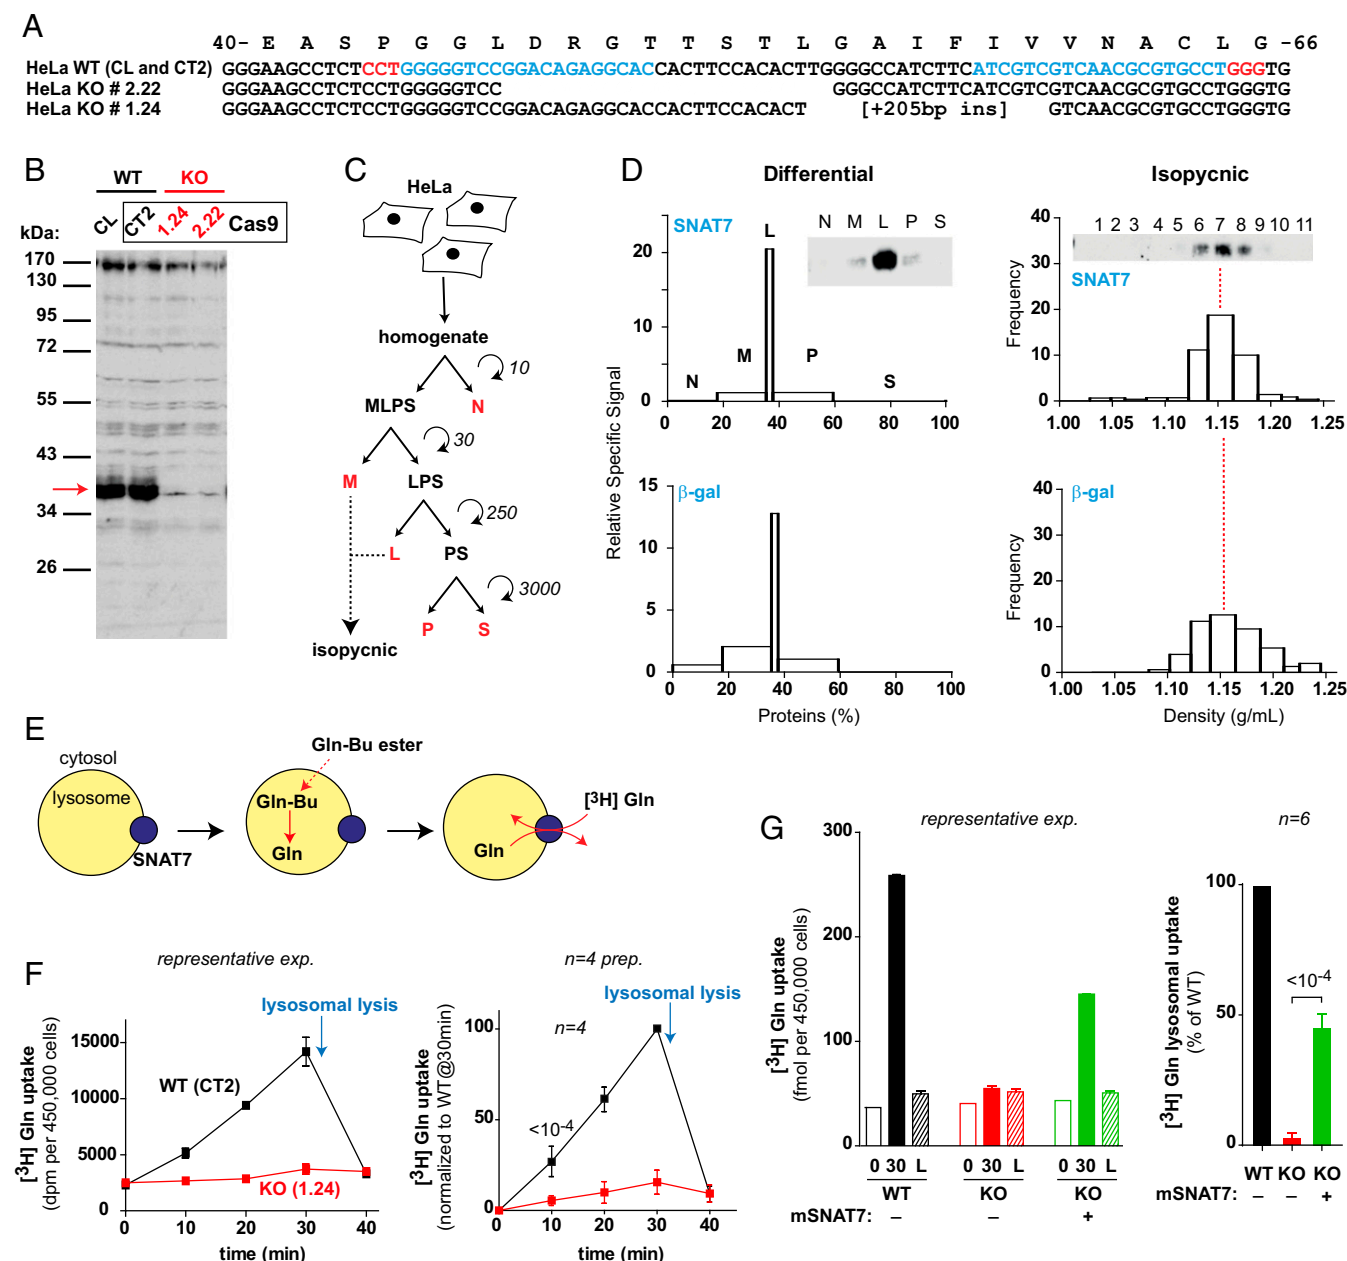 A
40- E A S P G G L D R G T T S T L G A I F I V V N A C L G -66
HeLa WT (CL and CT2) GGGAAGCCTCTCCTGGGGGTCCGGACAGAGGCACCACTTCCACACTTGGGGCCATCTTCATCGTCGTCAACGCGTGCCTGGGTG
HeLa KO # 2.22 GGGAAGCCTCTCCTGGGGGTCC GGGCCATCTTCATCGTCGTCAACGCGTGCCTGGGTG
HeLa KO # 1.24 GGGAAGCCTCTCCTGGGGGTCCGGACAGAGGCACCACTTCCACACT [+205bp ins] GTCAACGCGTGCCTGGGTG
B
WT KO
CL CT2 1.24 2.22 Cas9
kDa:
170
130
95
72
55
43
34
26
C
HeLa
homogenate
10
MLPS N
30
M LPS
250
L PS
3000
P S
isopycnic
D
Differential
Isopycnic
SNAT7
L
N M L P S
M P
N S
20
15
10
5
0
0 20 40 60 80 100
Relative Specific Signal
β-gal
15
10
5
0
0 20 40 60 80 100
Proteins (%)
1 2 3 4 5 6 7 8 9 10 11
SNAT7
Frequency
40
30
20
10
0
1.00 1.05 1.10 1.15 1.20 1.25
β-gal
Frequency
40
30
20
10
0
1.00 1.05 1.10 1.15 1.20 1.25
Density (g/mL)
E
cytosol
lysosome
SNAT7
Gln-Bu ester
Gln-Bu
Gln
[3H] Gln
Gln
F
representative exp.
lysosomal lysis
[3H] Gln uptake
(dpm per 450,000 cells)
15000
10000
5000
0
WT (CT2)
KO (1.24)
0 10 20 30 40
time (min)
n=4 prep.
lysosomal lysis
n=4
<10-4
[3H] Gln uptake
(normalized to WT@30min)
100
50
0
0 10 20 30 40
time (min)
G
representative exp.
[3H] Gln uptake
(fmol per 450,000 cells)
300
200
100
0
0 30 L 0 30 L 0 30 L
WT KO KO
mSNAT7: – – +
n=6
[3H] Gln lysosomal uptake
(% of WT)
100
50
0
<10-4
WT KO KO
mSNAT7: – – +